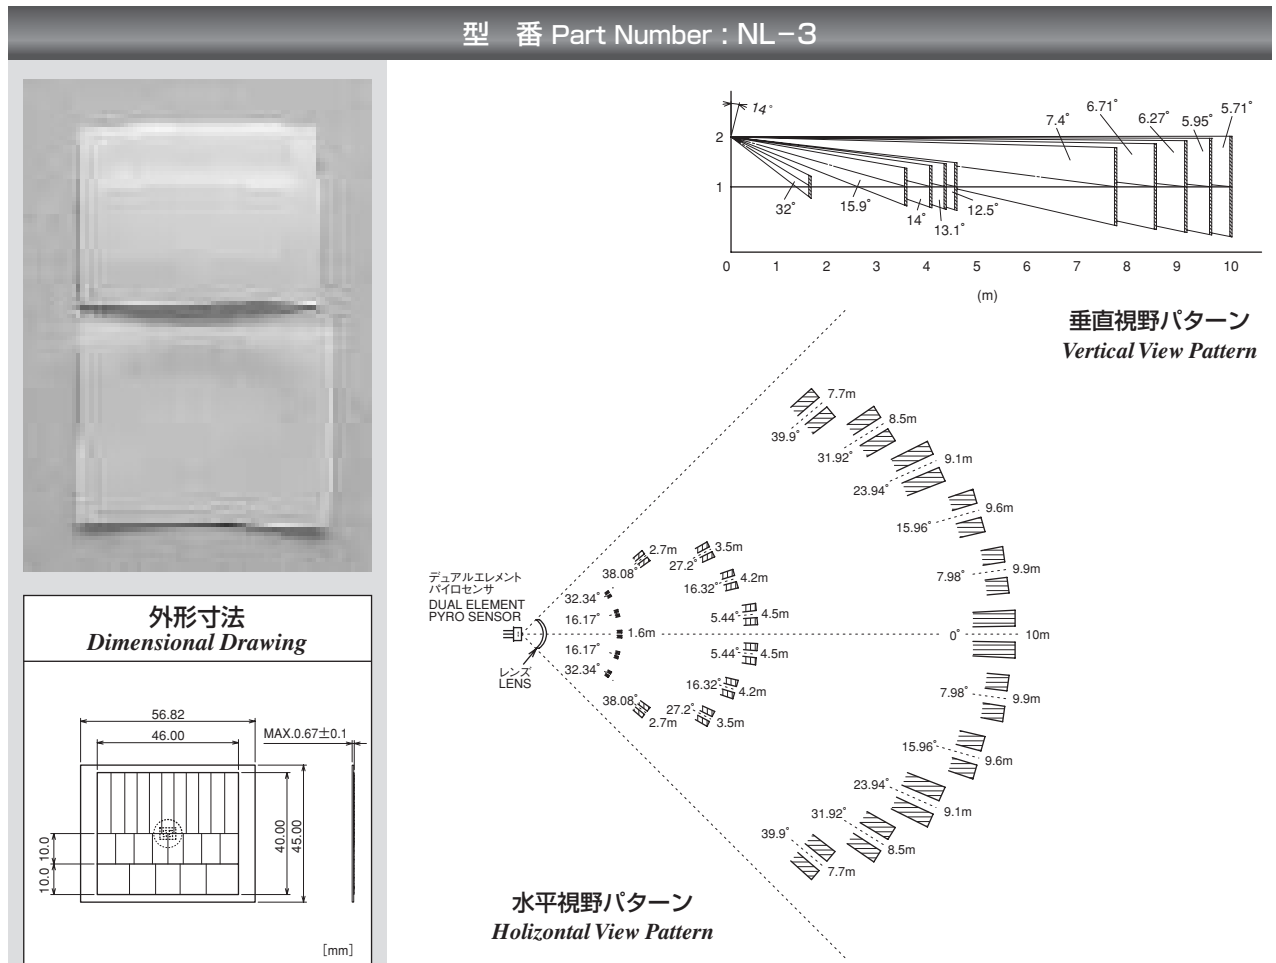 型 番 Part Number : NL-3
14°
7.4°
6.71°
6.27°
5.95°
5.71°
2
1
32°
15.9°
14°
13.1°
12.5°
0 1 2 3 4 5 6 7 8 9 10
(m)
垂直視野パターン
Vertical View Pattern
7.7m
39.9°
8.5m
31.92°
9.1m
23.94°
9.6m
15.96°
9.9m
7.98°
0°
10m
7.98°
9.9m
15.96°
9.6m
23.94°
9.1m
31.92°
8.5m
39.9°
7.7m
2.7m
38.08°
3.5m
27.2°
4.2m
16.32°
4.5m
5.44°
5.44°
4.5m
16.32°
4.2m
27.2°
3.5m
38.08°
2.7m
32.34°
16.17°
1.6m
16.17°
32.34°
デュアルエレメント
パイロセンサ
DUAL ELEMENT
PYRO SENSOR
レンズ
LENS
水平視野パターン
Holizontal View Pattern
外形寸法
Dimensional Drawing
56.82
46.00
MAX.0.67±0.1
10.0
10.0
40.00
45.00
[mm]